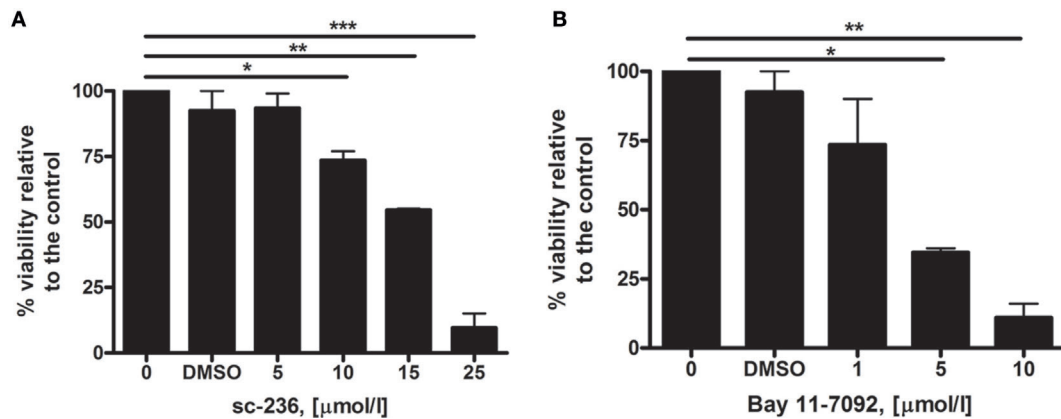 A
***
**
*
100
75
50
25
0
% viability relative
to the control
0 DMSO 5 10 15 25
sc-236, [μmol/l]
B
**
*
100
75
50
25
0
% viability relative
to the control
0 DMSO 1 5 10
Bay 11-7092, [μmol/l]